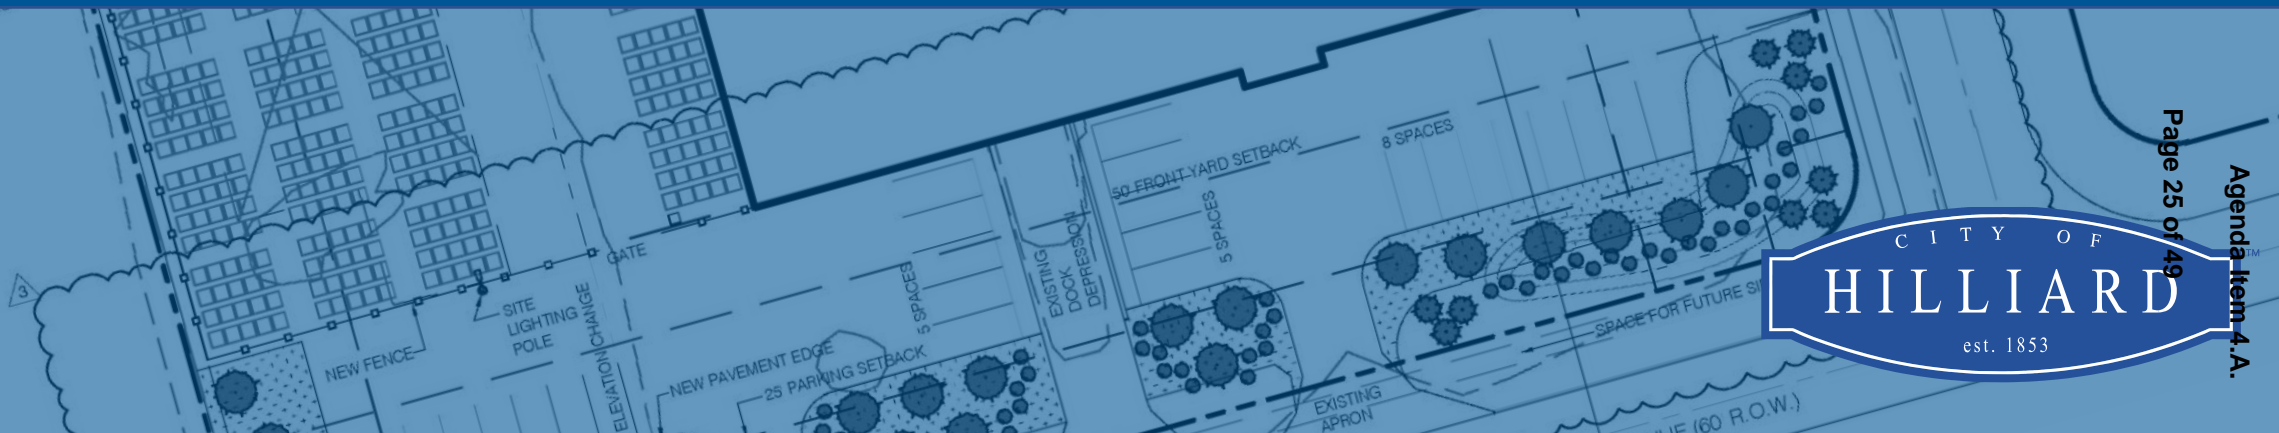 8 SPACES
50' FRONT YARD SETBACK
5 SPACES
EXISTING
DOCK
DEPRESSION
GATE
5 SPACES
SITE
LIGHTING
POLE
ELEVATION CHANGE
NEW FENCE
NEW PAVEMENT EDGE
25 PARKING SETBACK
3
SPACE FOR FUTURE
EXISTING
APRON
(60 R.O.W.)
CITY OF
HILLIARD
est. 1853
TM
Page 25 of 49
Agenda Item 4.A.